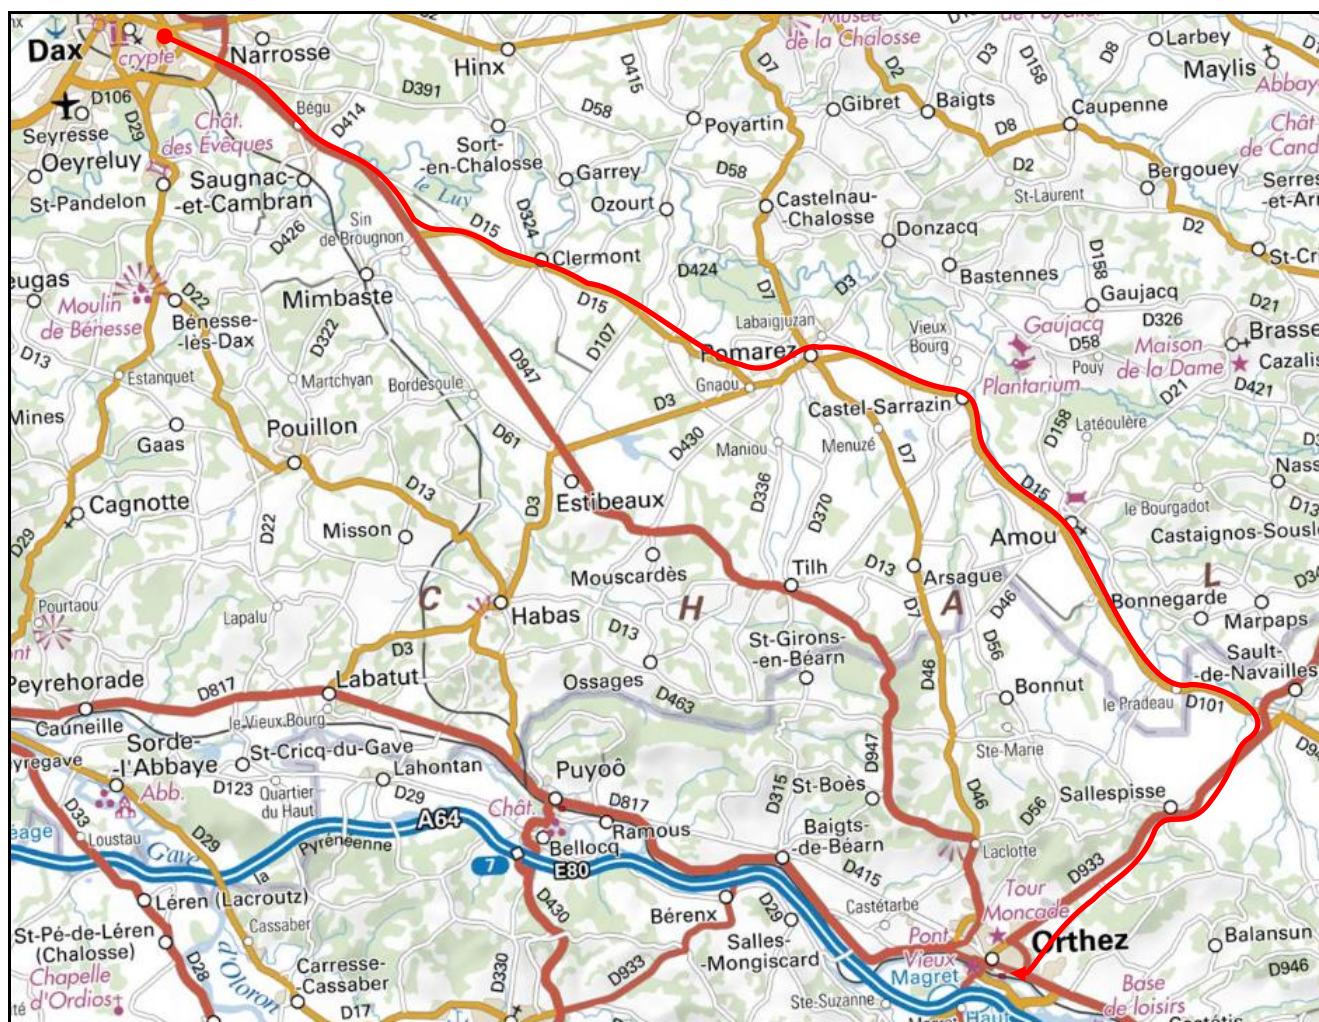 Dax
crypte
Narrosse
Hinx
D415
D7
Musée
de la Chalosse
D2
D3
D158
D8
Larbey
Maylis
Abbay
D106
Seyresse
Oeyreluy
D29
Chât.
des Évêques
Bégu
D414
D391
D58
Poyartin
Gibret
Baigts
Caupenne
D8
D2
Chât
de Cand
St-Pandelon
Saugnac-
-et-Cambran
Sort-
-en-Chalosse
Garrey
Ozourt
le Luy
D58
Castelnau-
-Chalosse
St-Laurent
Bergouey
Serres
-et-Arr
D426
Sin
de Brougnon
D15
D324
Clermont
D424
Donzacq
Bastennes
D158
D2
St-Cri
eugas
Moulin
de Bénesse
D22
Bénesse-
-lès-Dax
Mimbaste
D322
D15
D107
D7
D3
Labaigjuzan
Vieux
Bourg
Gaujacq
Gaujacq
D326
D58
Pouy
D21
Brasse
Maison
de la Dame
Cazalis
D421
D13
Estanquet
Martchyan
Bordesoule
D947
Pomarez
Gnaou
Plantarium
D21
Mines
Gaas
Pouillon
D61
D3
D430
Maniou
Castel-Sarrazin
Menuzé
D7
D158
Latéoulère
Nass
D13
Cagnotte
D29
D22
D13
Misson
D3
Estibeaux
D336
D370
D15
Amou
le Bourgadot
Castaignos-Sousl
Mouscardès
Tilh
D13
Arsague
L
D34
Pourtaou
Lapalu
C
Habas
H
A
D46
Bonnegarde
Marpaps
D3
D13
St-Girons-
-en-Béarn
D7
D56
Sault-
-de-Navailles
Peyrehorade
D817
Labatut
Ossages
D463
D46
Bonnut
le Pradeau
D101
Cauneille
le Vieux Bourg
Sorde-
-l'Abbaye
St-Cricq-du-Gave
Ste-Marie
yregave
Abb.
D123
Quartier
du Haut
Lahontan
D29
Puyoô
D817
D315
St-Boès
D947
D46
D56
Sallespisse
D33
Loustau
D29
Gave
A64
Pyrénéenne
la
Chât.
Bellocq
7
E80
Ramous
Baigts-
-de-Béarn
D415
Laclotte
D933
Tour
Moncade
Léren (Lacroutz)
Cassaber
D430
Bérenx
D29
Castétarbe
Pont
Vieux
Orthez
Balansun
St-Pé-de-Léren
(Chalosse)
Chapelle
d'Ordios
D28
d'Oloron
Carresse-
-Cassaber
D17
D330
D933
Salles-
-Mongiscard
Magret
Ste-Suzanne
Base
de loisirs
D946